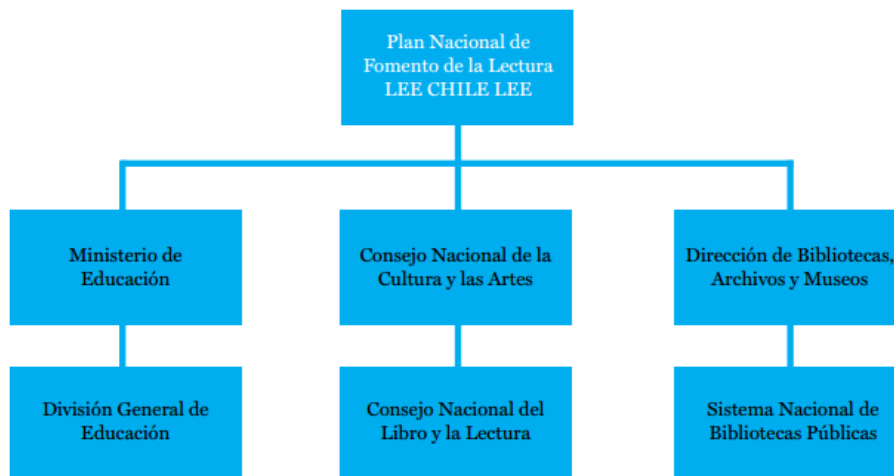 Plan Nacional de
Fomento de la Lectura
LEE CHILE LEE
Ministerio de
Educación
Consejo Nacional de la
Cultura y las Artes
Dirección de Bibliotecas,
Archivos y Museos
División General de
Educación
Consejo Nacional del
Libro y la Lectura
Sistema Nacional de
Bibliotecas Públicas